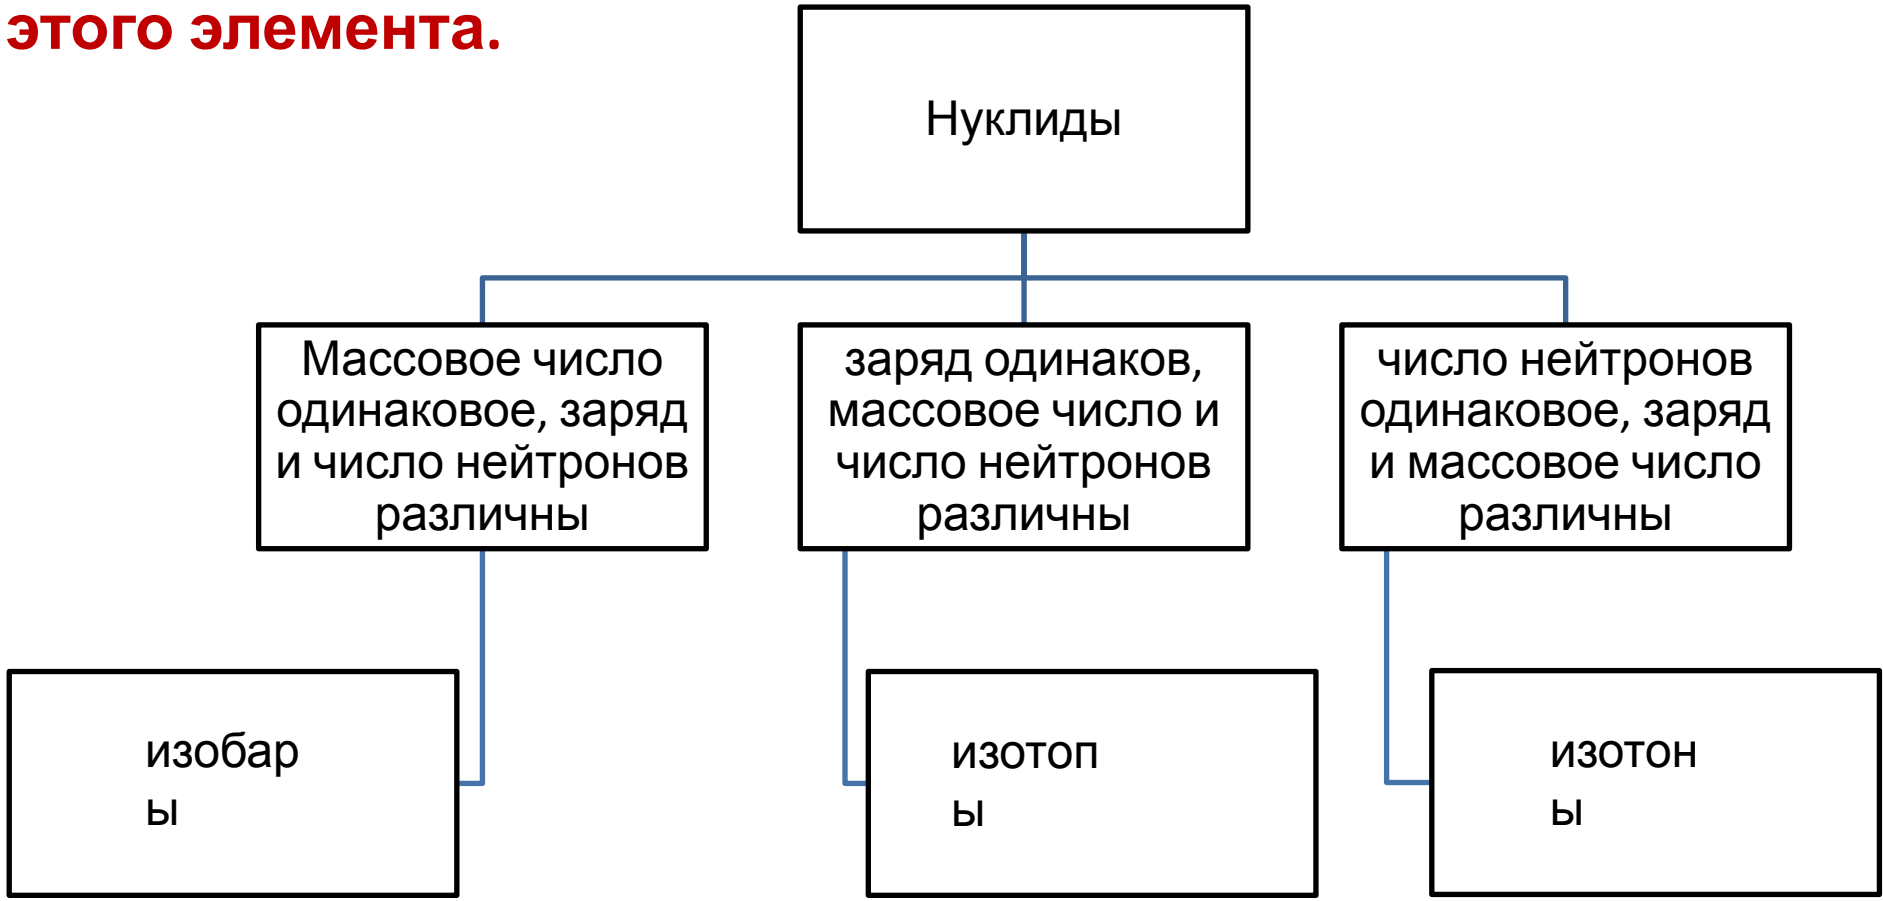 этого элемента.
Нуклиды
Массовое число
одинаковое, заряд
и число нейтронов
различны
заряд одинаков,
массовое число и
число нейтронов
различны
число нейтронов
одинаковое, заряд
и массовое число
различны
изобар
ы
изотоп
ы
изотон
ы